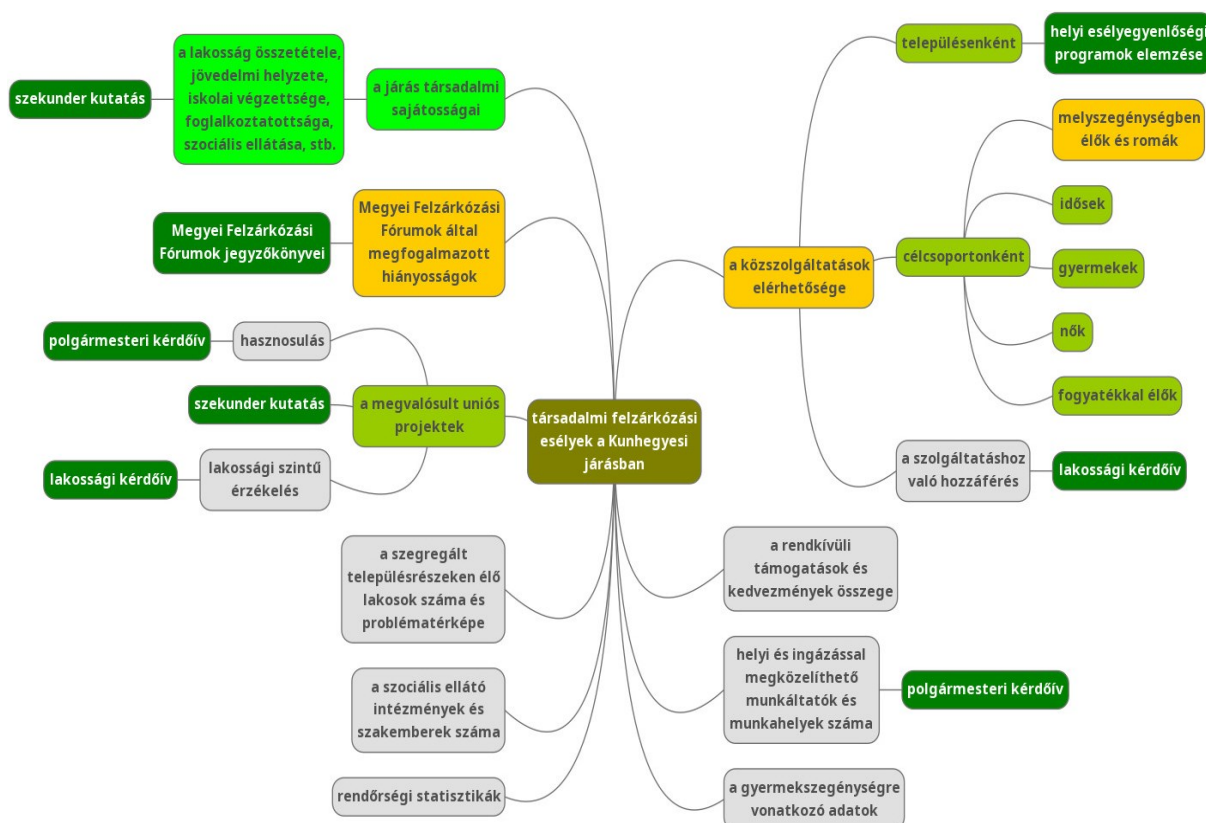 a lakosság összetétele,
jövedelmi helyzete,
iskolai végzettsége,
foglalkoztatottsága,
szociális ellátása, stb.
szekunder kutatás
a járás társadalmi
sajátosságai
Megyei Felzárkózási
Fórumok jegyzőkönyvei
Megyei Felzárkózási
Fórumok által
megfogalmazott
hiányosságok
polgármesteri kérdőív
hasznosulás
szekunder kutatás
a megvalósult uniós
projektek
lakossági kérdőív
lakossági szintű
érzékelés
a szegregált
településrészeken élő
lakosok száma és
problématérképe
a szociális ellátó
intézmények és
szakemberek száma
rendőrségi statisztikák
társadalmi felzárkózási
esélyek a Kunhegyesi
járásban
a közszolgáltatások
elérhetősége
településenként
helyi esélyegyenlőségi
programok elemzése
célcsoportonként
melyszegénységben
élők és romák
idősek
gyermekek
nők
fogyatékkal élők
a szolgáltatáshoz
való hozzáférés
lakossági kérdőív
a rendkívüli
támogatások és
kedvezmények összege
helyi és ingázással
megközelíthető
munkáltatók és
munkahelyek száma
polgármesteri kérdőív
a gyermekszegénységre
vonatkozó adatok